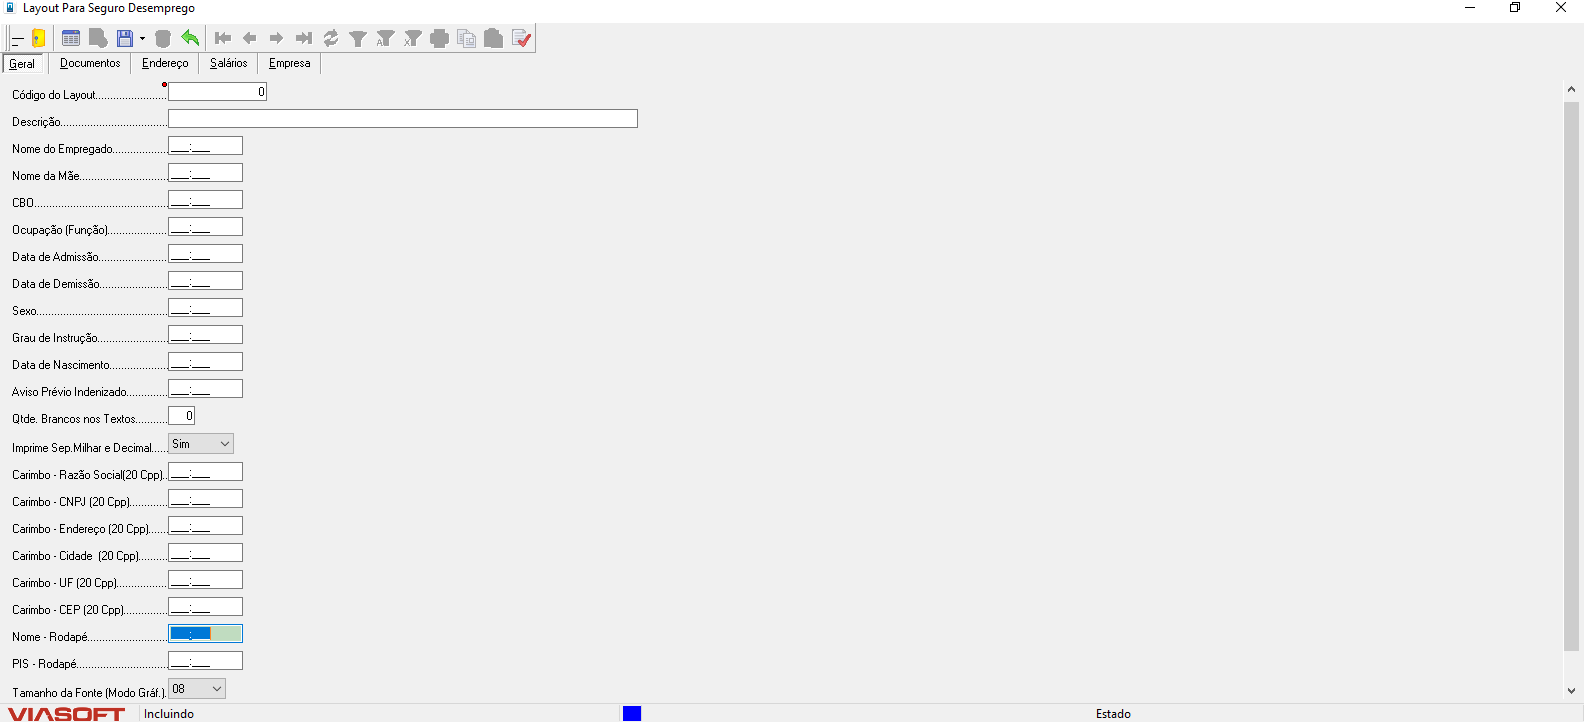 Layout Para Seguro Desemprego
Geral Documentos Endereço Salários Empresa
Código do Layout........................ 0
Descrição....................................
Nome do Empregado...................
___:___
Nome da Mãe..............................
___:___
CBO.............................................
___:___
Ocupação (Função)....................
___:___
Data de Admissão.......................
___:___
Data de Demissão.......................
___:___
Sexo............................................
___:___
Grau de Instrução........................
___:___
Data de Nascimento....................
___:___
Aviso Prévio Indenizado..............
___:___
Qtde. Brancos nos Textos........... 0
Imprime Sep.Milhar e Decimal..... Sim
Carimbo - Razão Social(20 Cpp)..
___:___
Carimbo - CNPJ (20 Cpp).............
___:___
Carimbo - Endereço (20 Cpp)......
___:___
Carimbo - Cidade  (20 Cpp)..........
___:___
Carimbo - UF (20 Cpp).................
___:___
Carimbo - CEP (20 Cpp)...............
___:___
Nome - Rodapé...........................
___:___
PIS - Rodapé...............................
___:___
Tamanho da Fonte (Modo Gráf.). 08
VIASOFT Incluindo Estado